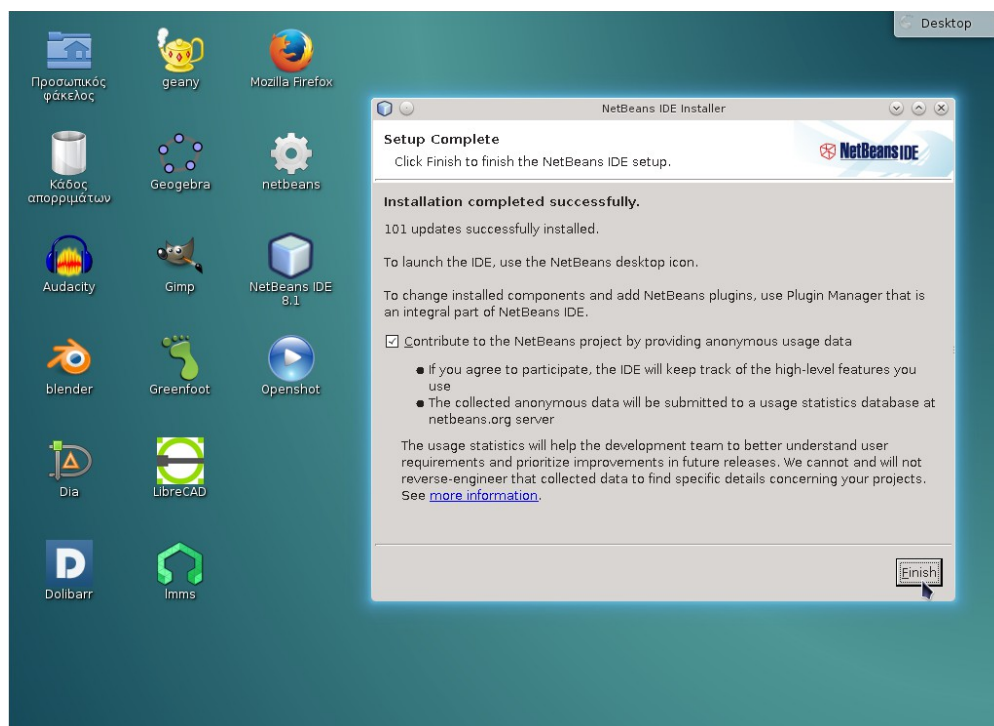 Desktop
Προσωπικός
φάκελος
geany
Mozilla Firefox
Κάδος
απορριμάτων
Geogebra
netbeans
Audacity
Gimp
NetBeans IDE
8.1
blender
Greenfoot
Openshot
Dia
LibreCAD
D
Dolibarr
lmms
NetBeans IDE Installer
Setup Complete
Click Finish to finish the NetBeans IDE setup.
NetBeans IDE
Installation completed successfully.
101 updates successfully installed.
To launch the IDE, use the NetBeans desktop icon.
To change installed components and add NetBeans plugins, use Plugin Manager that is
an integral part of NetBeans IDE.
Contribute to the NetBeans project by providing anonymous usage data
If you agree to participate, the IDE will keep track of the high-level features you
use
The collected anonymous data will be submitted to a usage statistics database at
netbeans.org server
The usage statistics will help the development team to better understand user
requirements and prioritize improvements in future releases. We cannot and will not
reverse-engineer that collected data to find specific details concerning your projects.
See more information.
Finish